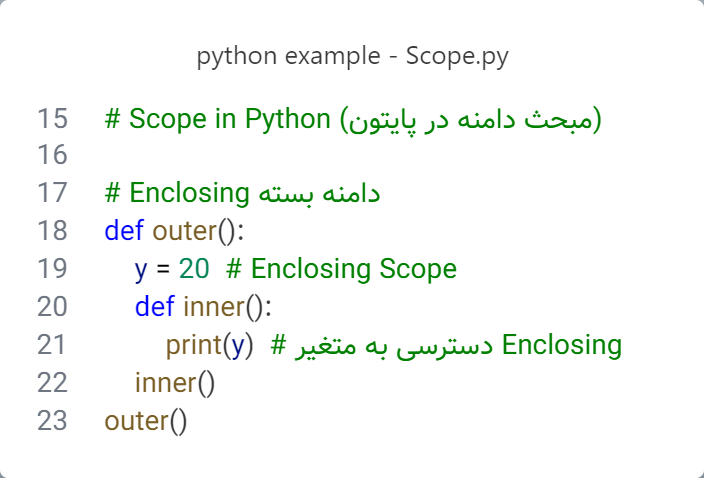 python example - Scope.py
15 # Scope in Python (مبحث دامنه در پایتون)
16
17 # Enclosing دامنه بسته
18 def outer():
19 y = 20 # Enclosing Scope
20 def inner():
21 print(y) # دسترسی به متغیر Enclosing
22 inner()
23 outer()